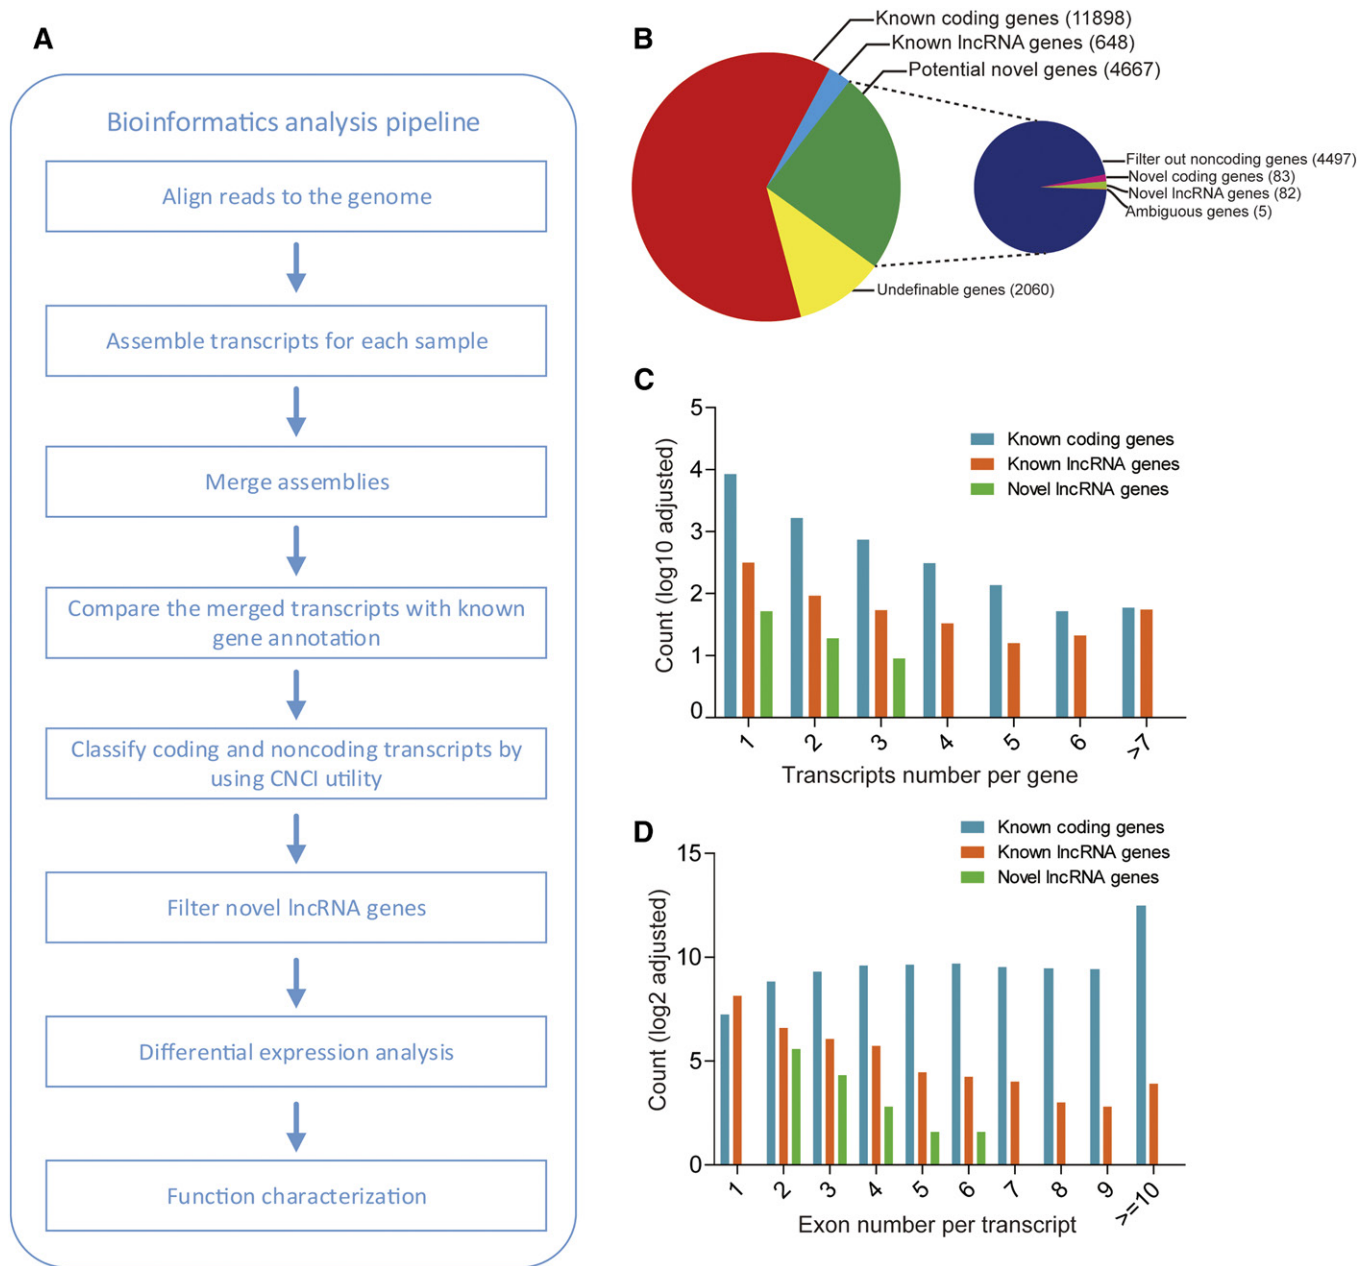 A
Bioinformatics analysis pipeline
Align reads to the genome
Assemble transcripts for each sample
Merge assemblies
Compare the merged transcripts with known
gene annotation
Classify coding and noncoding transcripts by
using CNCI utility
Filter novel lncRNA genes
Differential expression analysis
Function characterization
B
Known coding genes (11898)
Known lncRNA genes (648)
Potential novel genes (4667)
Filter out noncoding genes (4497)
Novel coding genes (83)
Novel lncRNA genes (82)
Ambiguous genes (5)
Undefinable genes (2060)
C
Count (log10 adjusted)
5
4
3
2
1
0
Known coding genes
Known lncRNA genes
Novel lncRNA genes
1 2 3 4 5 6 >7
Transcripts number per gene
D
Count (log2 adjusted)
15
10
5
0
Known coding genes
Known lncRNA genes
Novel lncRNA genes
1 2 3 4 5 6 7 8 9 >=10
Exon number per transcript